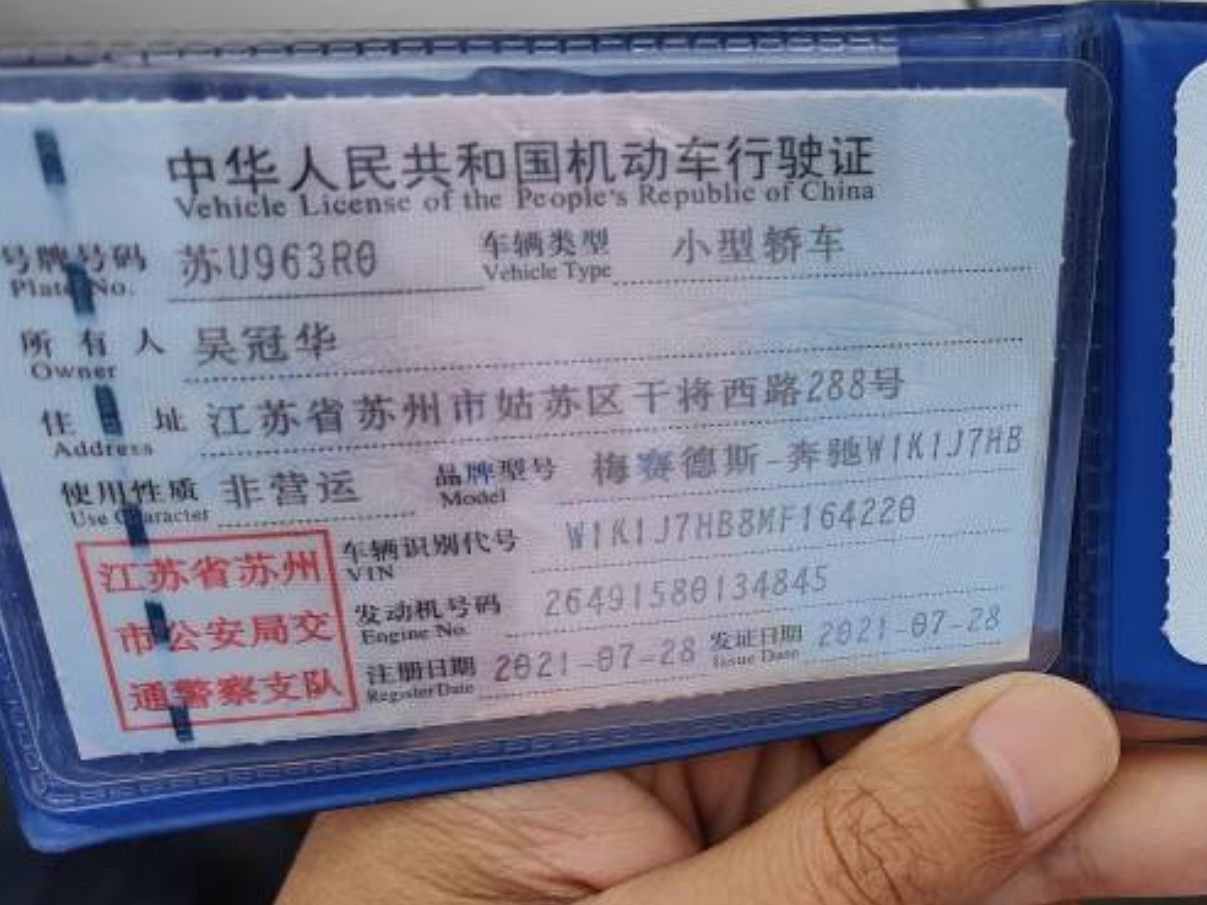 中华人民共和国机动车行驶证
Vehicle License of the People's Republic of China
号牌号码 苏U963R0 车辆类型 小型轿车
Plate No. Vehicle Type
所有人 吴冠华
Owner
住址 江苏省苏州市姑苏区干将西路288号
Address
使用性质 非营运 品牌型号 梅赛德斯-奔驰W1K1J7HB
Use Character Model
车辆识别代号 W1K1J7HB8MF164220
VIN
发动机号码 26491580134845
Engine No.
注册日期 2021-07-28 发证日期 2021-07-28
Register Date Issue Date
江苏省苏州
市公安局交
通警察支队